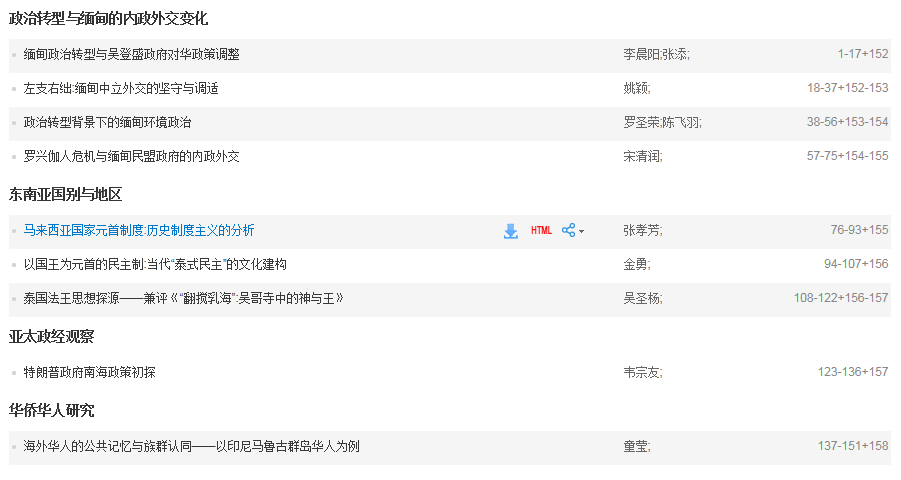 政治转型与缅甸的内政外交变化
缅甸政治转型与吴登盛政府对华政策调整 李晨阳;张添; 1-17+152
左支右绌:缅甸中立外交的坚守与调适 姚颖; 18-37+152-153
政治转型背景下的缅甸环境政治 罗圣荣;陈飞羽; 38-56+153-154
罗兴伽人危机与缅甸民盟政府的内政外交 宋清润; 57-75+154-155
东南亚国别与地区
马来西亚国家元首制度:历史制度主义的分析 HTML 张孝芳; 76-93+155
以国王为元首的民主制:当代“泰式民主”的文化建构 金勇; 94-107+156
泰国法王思想探源——兼评《“翻搅乳海”:吴哥寺中的神与王》 吴圣杨; 108-122+156-157
亚太政经观察
特朗普政府南海政策初探 韦宗友; 123-136+157
华侨华人研究
海外华人的公共记忆与族群认同——以印尼马鲁古群岛华人为例 童莹; 137-151+158